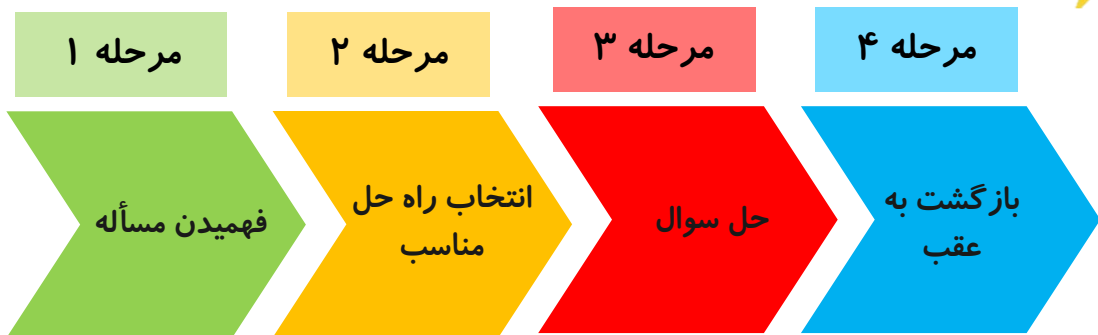 مرحله ۱
مرحله ۲
مرحله ۳
مرحله ۴
فهمیدن مسأله
انتخاب راه حل
مناسب
حل سوال
بازگشت به
عقب